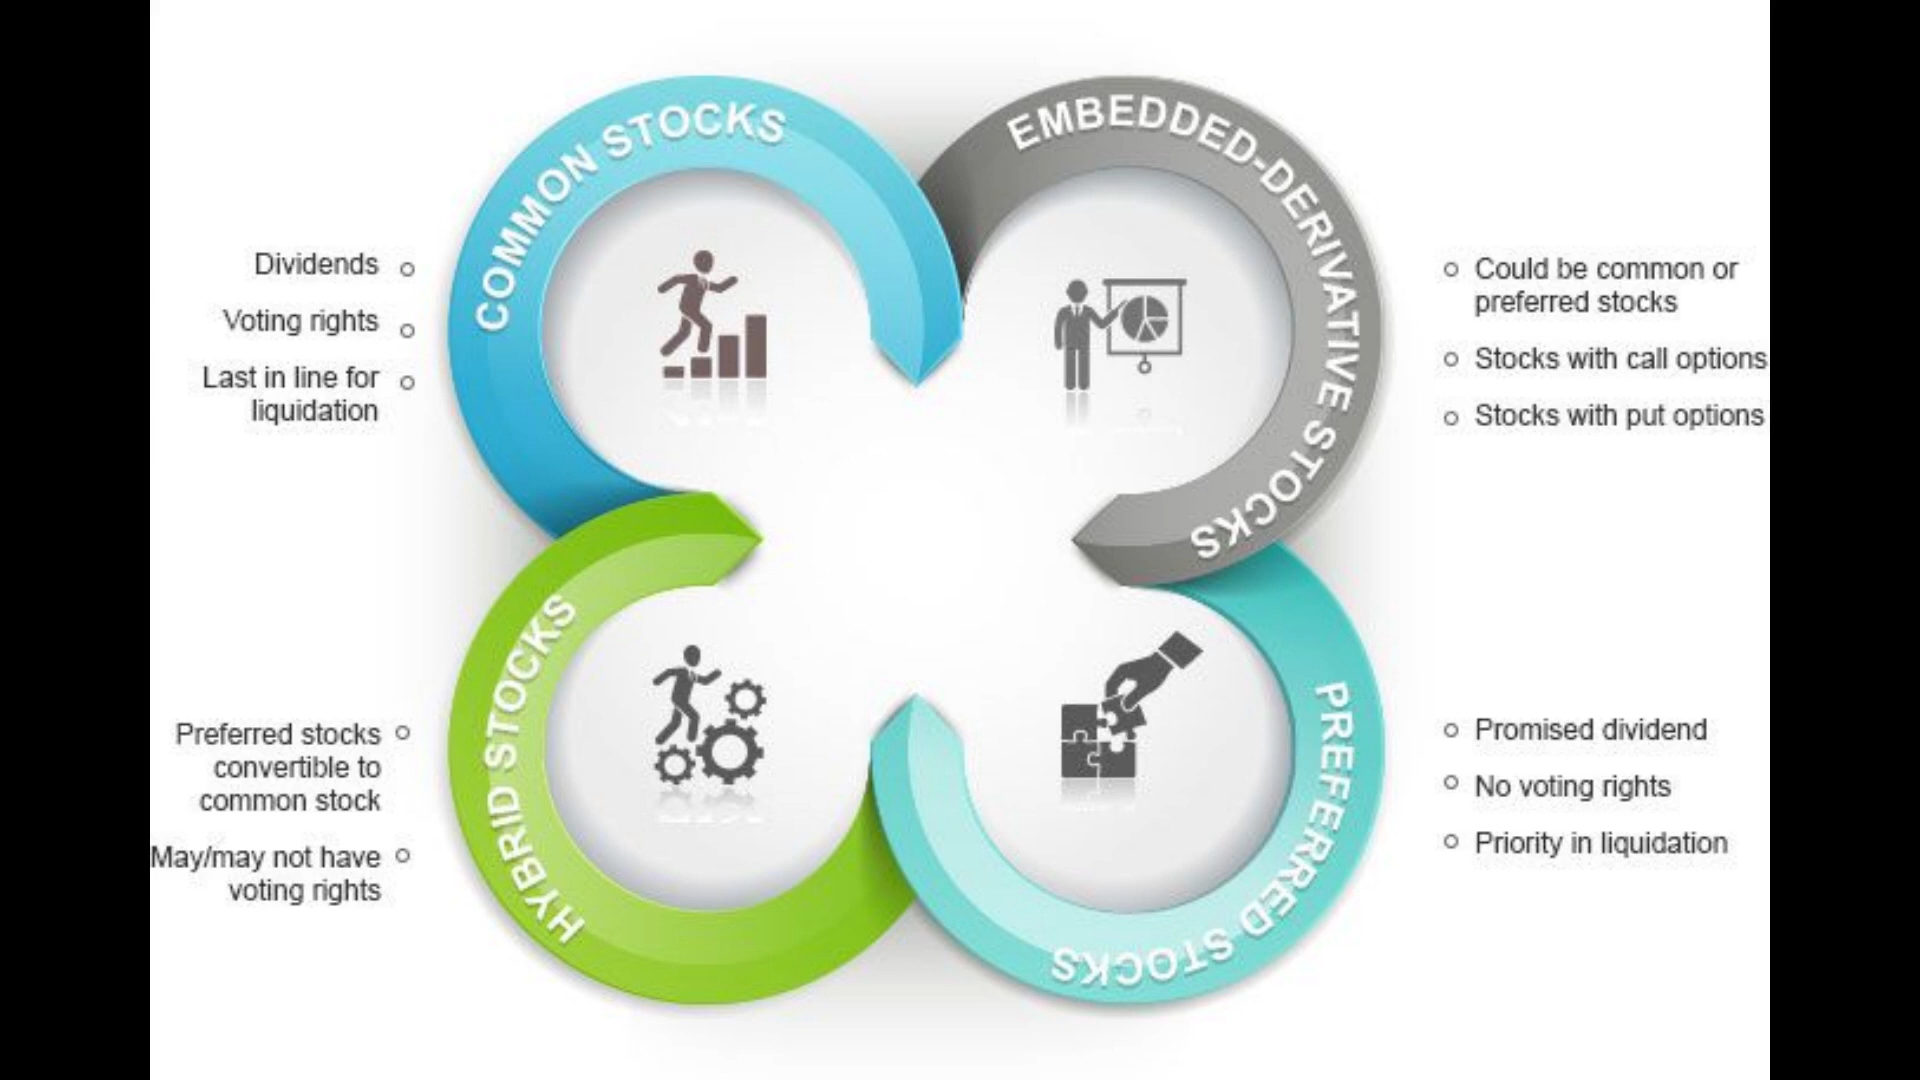 COMMON STOCKS
Dividends
Voting rights
Last in line for
liquidation
EMBEDDED-DERIVATIVE STOCKS
Could be common or
preferred stocks
Stocks with call options
Stocks with put options
HYBRID STOCKS
Preferred stocks
convertible to
common stock
May/may not have
voting rights
PREFERRED STOCKS
Promised dividend
No voting rights
Priority in liquidation